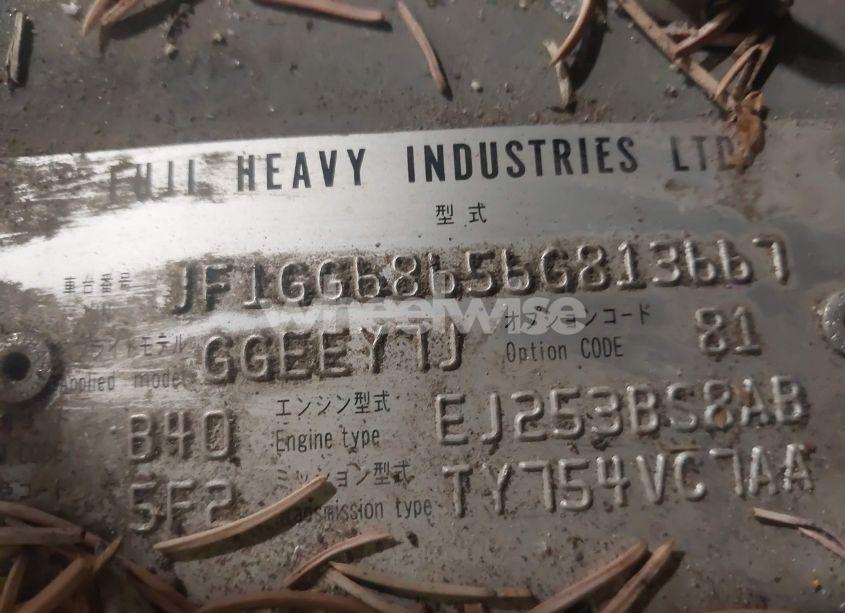 FUJI HEAVY INDUSTRIES LTD
型式
車台番号 JF1GG68656G813667
wheelwise
オプションコード
GGEEY7J Option CODE 81
Applied model
エンジン型式
B40 Engine type EJ253BS8AB
ミッション型式
5F2 Transmission type TY754VC7AA